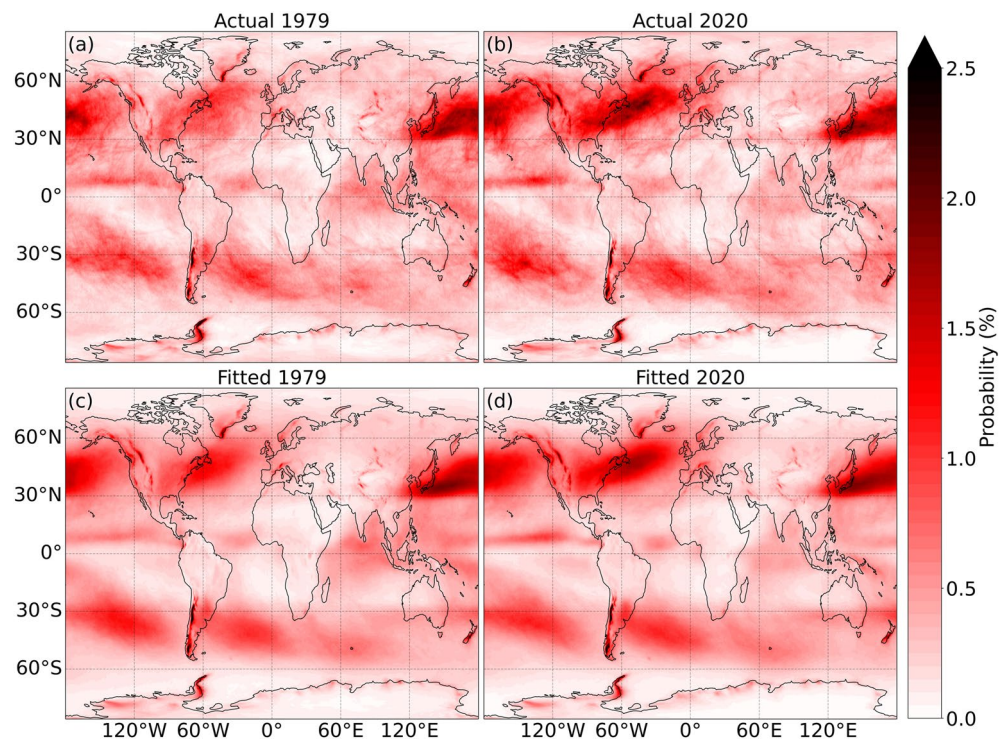 Actual 1979
Actual 2020
(a)
(b)
60°N
30°N
0°
30°S
60°S
Fitted 1979
Fitted 2020
(c)
(d)
60°N
30°N
0°
30°S
60°S
120°W 60°W 0° 60°E 120°E
120°W 60°W 0° 60°E 120°E
2.5
2.0
1.5
1.0
0.5
0.0
Probability (%)